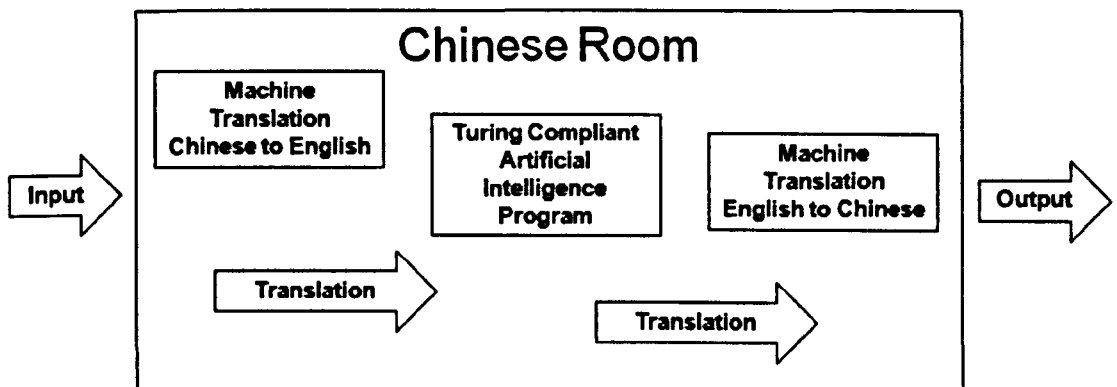 Chinese Room
Machine
Translation
Chinese to English
Turing Compliant
Artificial
Intelligence
Program
Machine
Translation
English to Chinese
Input
Output
Translation
Translation